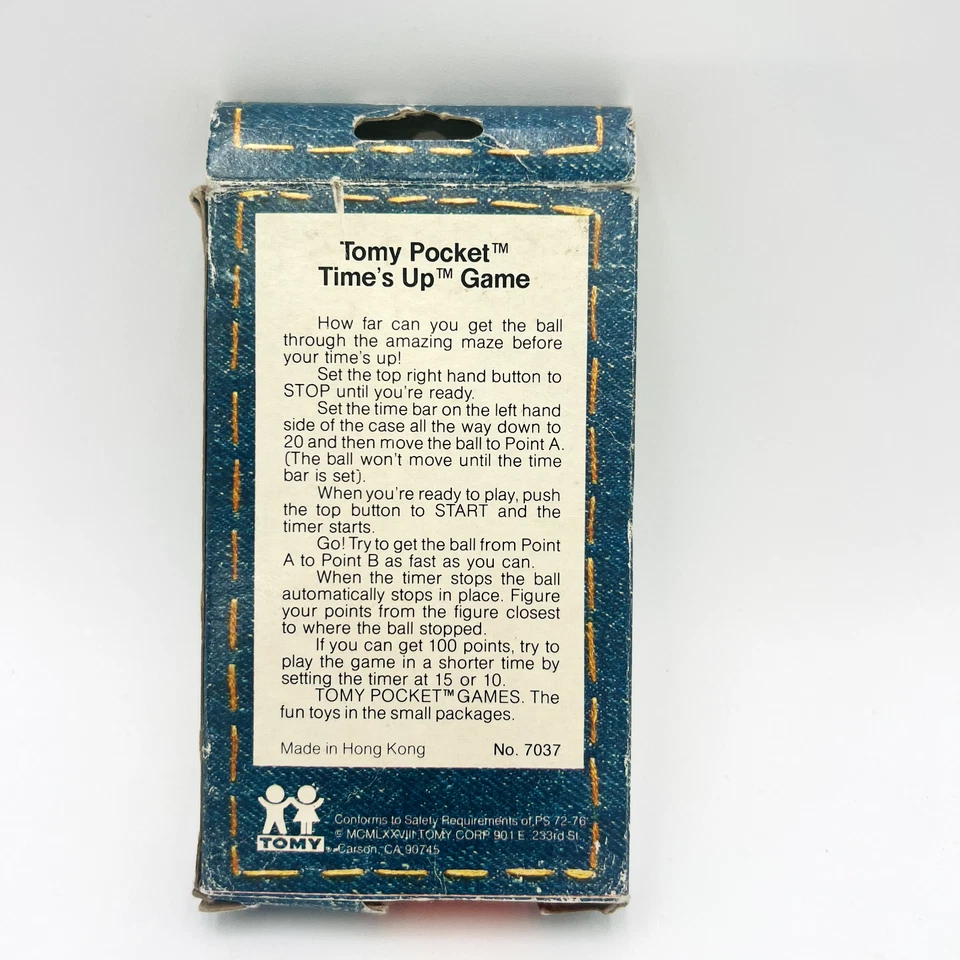 Tomy Pocket™
Time's Up™ Game
How far can you get the ball
through the amazing maze before
your time's up!
Set the top right hand button to
STOP until you're ready.
Set the time bar on the left hand
side of the case all the way down to
20 and then move the ball to Point A.
(The ball won't move until the time
bar is set).
When you're ready to play, push
the top button to START and the
timer starts.
Go! Try to get the ball from Point
A to Point B as fast as you can.
When the timer stops the ball
automatically stops in place. Figure
your points from the figure closest
to where the ball stopped.
If you can get 100 points, try to
play the game in a shorter time by
setting the timer at 15 or 10.
TOMY POCKET™ GAMES. The
fun toys in the small packages.
Made in Hong Kong No. 7037
Conforms to Safety Requirements of PS 72-76
© MCMLXXVIII TOMY CORP 901 E. 233rd St.
TOMY Carson, CA 90745